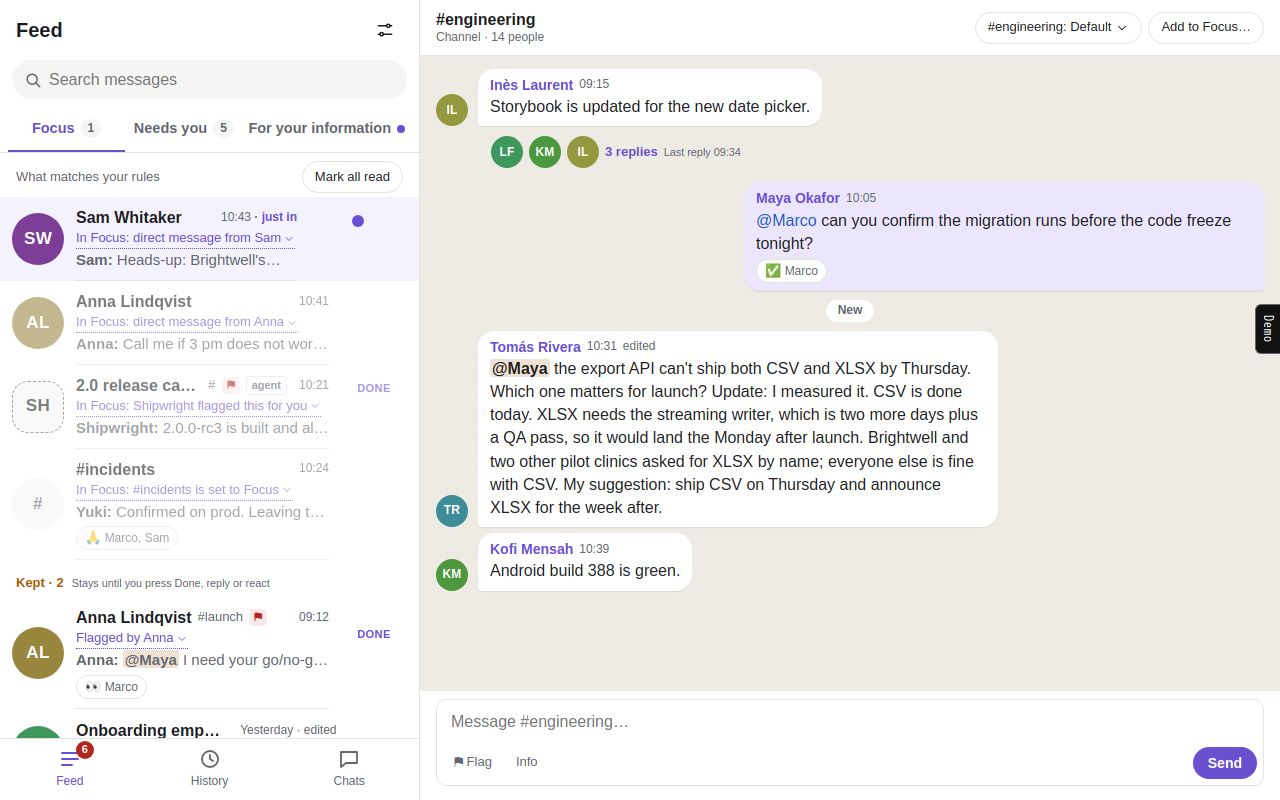 Feed
Search messages
Focus 1
Needs you 5
For your information
What matches your rules
Mark all read
SW
Sam Whitaker
10:43 · just in
In Focus: direct message from Sam
Sam: Heads-up: Brightwell's…
AL
Anna Lindqvist
10:41
In Focus: direct message from Anna
Anna: Call me if 3 pm does not wor…
SH
2.0 release ca…
#
agent
10:21
DONE
In Focus: Shipwright flagged this for you
Shipwright: 2.0.0-rc3 is built and al…
#
#incidents
10:24
In Focus: #incidents is set to Focus
Yuki: Confirmed on prod. Leaving t…
🙏 Marco, Sam
Kept · 2 Stays until you press Done, reply or react
AL
Anna Lindqvist #launch
09:12
DONE
Flagged by Anna
Anna: @Maya I need your go/no-g…
👀 Marco
Onboarding emp…
Yesterday · edited
6
Feed
History
Chats
#engineering
Channel · 14 people
#engineering: Default
Add to Focus…
IL
Inès Laurent 09:15
Storybook is updated for the new date picker.
LF KM IL 3 replies Last reply 09:34
Maya Okafor 10:05
@Marco can you confirm the migration runs before the code freeze
tonight?
✅ Marco
New
Tomás Rivera 10:31 edited
@Maya the export API can't ship both CSV and XLSX by Thursday.
Which one matters for launch? Update: I measured it. CSV is done
today. XLSX needs the streaming writer, which is two more days plus
a QA pass, so it would land the Monday after launch. Brightwell and
two other pilot clinics asked for XLSX by name; everyone else is fine
with CSV. My suggestion: ship CSV on Thursday and announce
XLSX for the week after.
TR
Kofi Mensah 10:39
Android build 388 is green.
KM
Message #engineering…
Flag
Info
Send
Demo